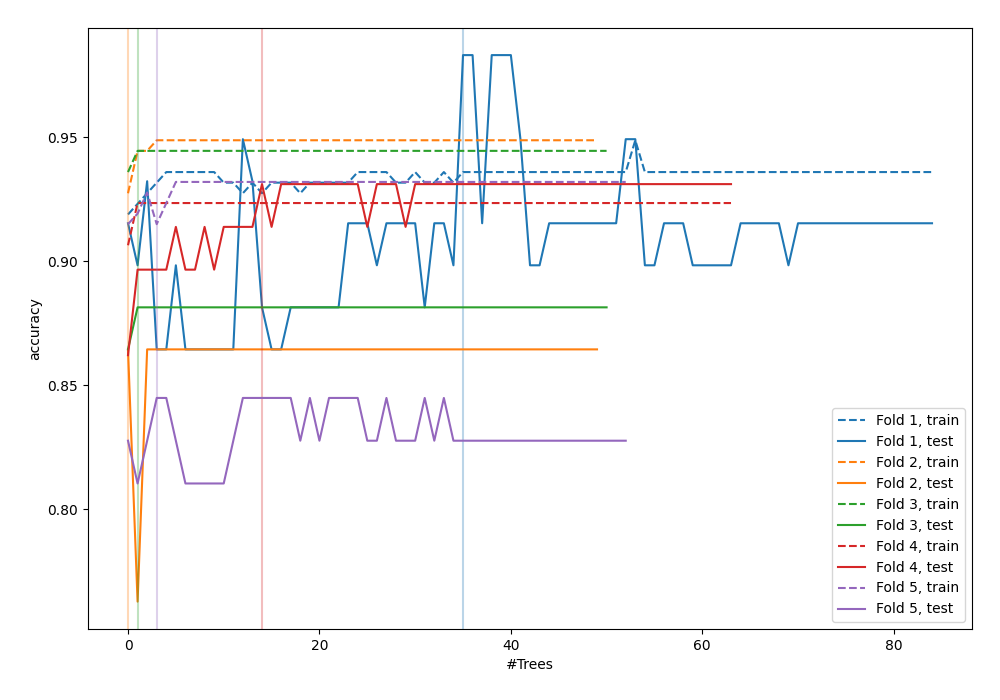 0.95
0.90
0.85
0.80
accuracy
0
20
40
60
80
#Trees
Fold 1, train
Fold 1, test
Fold 2, train
Fold 2, test
Fold 3, train
Fold 3, test
Fold 4, train
Fold 4, test
Fold 5, train
Fold 5, test